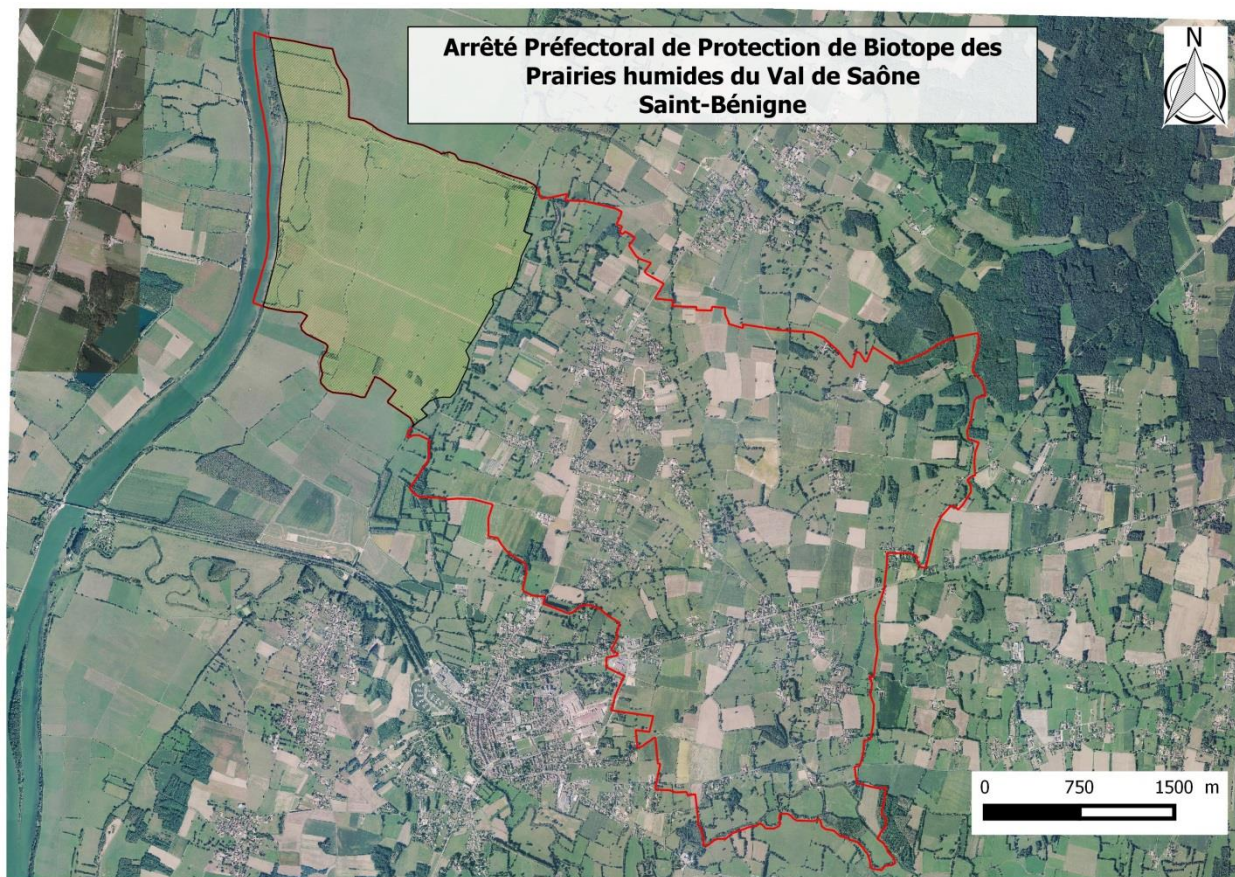 Arrêté Préfectoral de Protection de Biotope des
Prairies humides du Val de Saône
Saint-Bénigne
N
0 750 1500 m